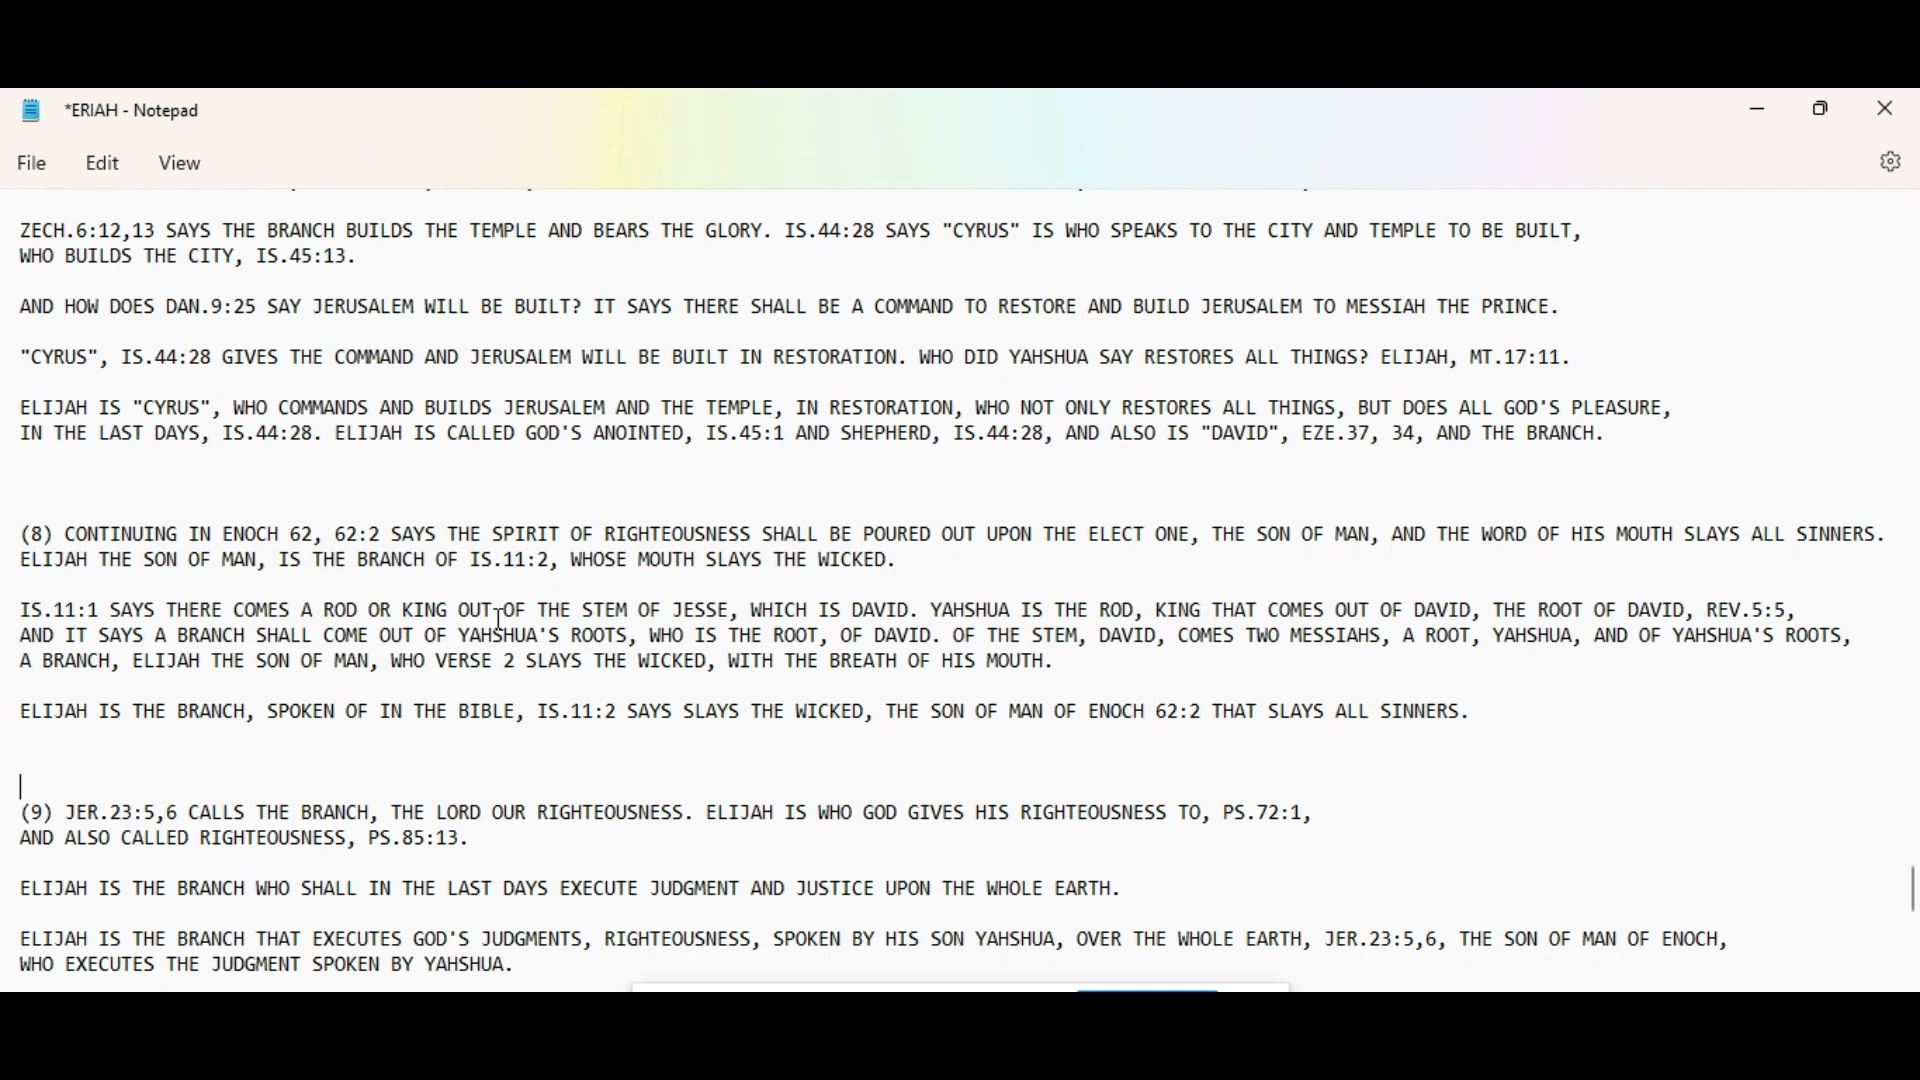 *ERIAH - Notepad
File Edit View
ZECH.6:12,13 SAYS THE BRANCH BUILDS THE TEMPLE AND BEARS THE GLORY. IS.44:28 SAYS "CYRUS" IS WHO SPEAKS TO THE CITY AND TEMPLE TO BE BUILT,
WHO BUILDS THE CITY, IS.45:13.
AND HOW DOES DAN.9:25 SAY JERUSALEM WILL BE BUILT? IT SAYS THERE SHALL BE A COMMAND TO RESTORE AND BUILD JERUSALEM TO MESSIAH THE PRINCE.
"CYRUS", IS.44:28 GIVES THE COMMAND AND JERUSALEM WILL BE BUILT IN RESTORATION. WHO DID YAHSHUA SAY RESTORES ALL THINGS? ELIJAH, MT.17:11.
ELIJAH IS "CYRUS", WHO COMMANDS AND BUILDS JERUSALEM AND THE TEMPLE, IN RESTORATION, WHO NOT ONLY RESTORES ALL THINGS, BUT DOES ALL GOD'S PLEASURE,
IN THE LAST DAYS, IS.44:28. ELIJAH IS CALLED GOD'S ANOINTED, IS.45:1 AND SHEPHERD, IS.44:28, AND ALSO IS "DAVID", EZE.37, 34, AND THE BRANCH.
(8) CONTINUING IN ENOCH 62, 62:2 SAYS THE SPIRIT OF RIGHTEOUSNESS SHALL BE POURED OUT UPON THE ELECT ONE, THE SON OF MAN, AND THE WORD OF HIS MOUTH SLAYS ALL SINNERS.
ELIJAH THE SON OF MAN, IS THE BRANCH OF IS.11:2, WHOSE MOUTH SLAYS THE WICKED.
IS.11:1 SAYS THERE COMES A ROD OR KING OUT OF THE STEM OF JESSE, WHICH IS DAVID. YAHSHUA IS THE ROD, KING THAT COMES OUT OF DAVID, THE ROOT OF DAVID, REV.5:5,
AND IT SAYS A BRANCH SHALL COME OUT OF YAHSHUA'S ROOTS, WHO IS THE ROOT, OF DAVID. OF THE STEM, DAVID, COMES TWO MESSIAHS, A ROOT, YAHSHUA, AND OF YAHSHUA'S ROOTS,
A BRANCH, ELIJAH THE SON OF MAN, WHO VERSE 2 SLAYS THE WICKED, WITH THE BREATH OF HIS MOUTH.
ELIJAH IS THE BRANCH, SPOKEN OF IN THE BIBLE, IS.11:2 SAYS SLAYS THE WICKED, THE SON OF MAN OF ENOCH 62:2 THAT SLAYS ALL SINNERS.
(9) JER.23:5,6 CALLS THE BRANCH, THE LORD OUR RIGHTEOUSNESS. ELIJAH IS WHO GOD GIVES HIS RIGHTEOUSNESS TO, PS.72:1,
AND ALSO CALLED RIGHTEOUSNESS, PS.85:13.
ELIJAH IS THE BRANCH WHO SHALL IN THE LAST DAYS EXECUTE JUDGMENT AND JUSTICE UPON THE WHOLE EARTH.
ELIJAH IS THE BRANCH THAT EXECUTES GOD'S JUDGMENTS, RIGHTEOUSNESS, SPOKEN BY HIS SON YAHSHUA, OVER THE WHOLE EARTH, JER.23:5,6, THE SON OF MAN OF ENOCH,
WHO EXECUTES THE JUDGMENT SPOKEN BY YAHSHUA.